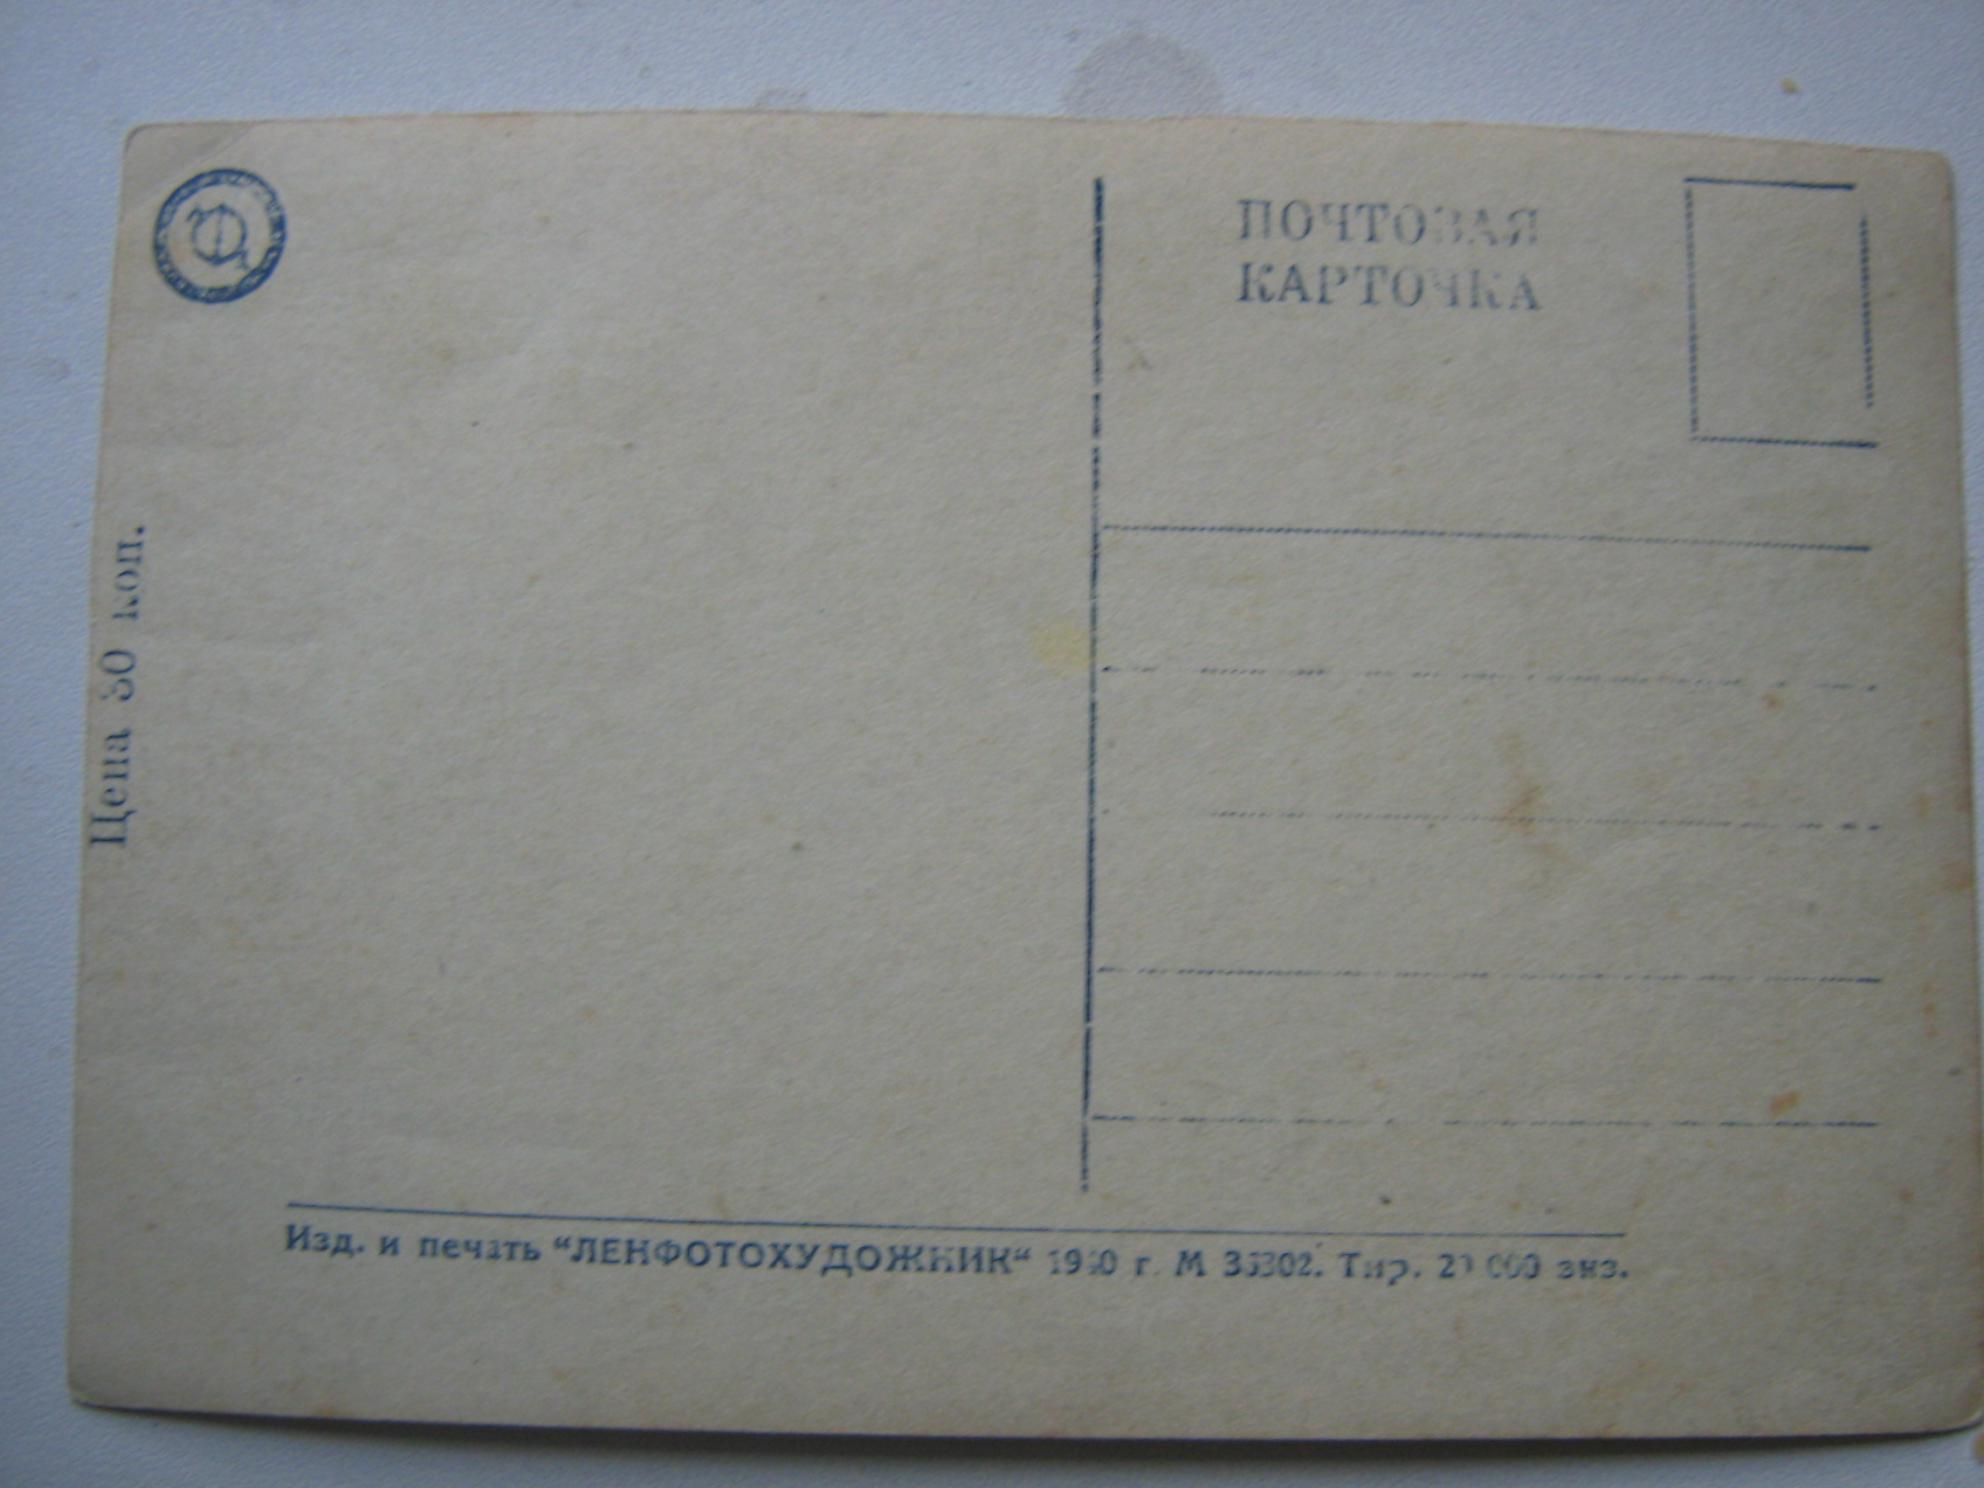 ПОЧТОВАЯ
КАРТОЧКА
Цена 30 коп.
Изд. и печать "ЛЕНФОТОХУДОЖНИК" г. М Тир. экз.